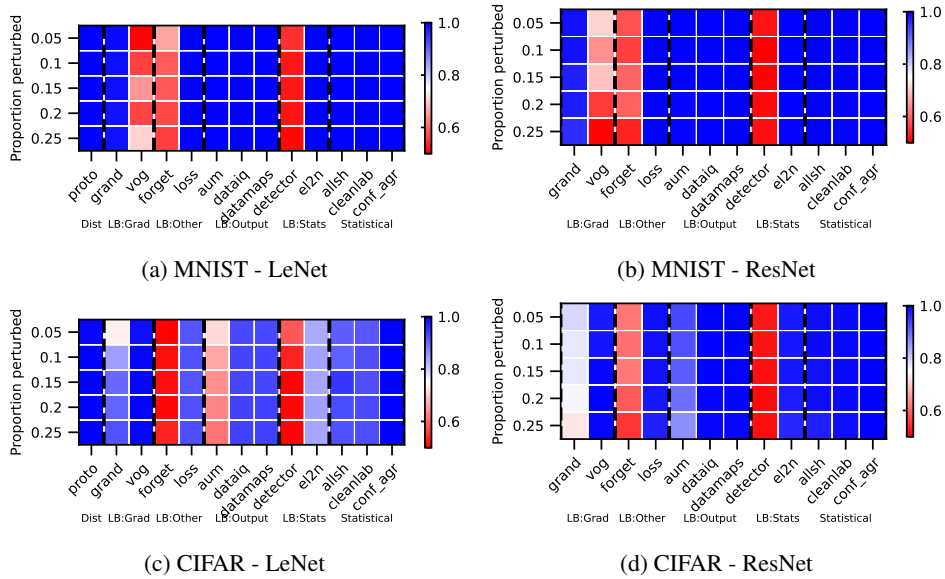 Proportion perturbed
0.05
0.1
0.15
0.2
0.25
proto grand vog forget loss aum dataiq datamaps detector el2n allsh cleanlab conf_agr
Dist LB:Grad LB:Other LB:Output LB:Stats Statistical
1.0
0.8
0.6
(a) MNIST - LeNet
Proportion perturbed
0.05
0.1
0.15
0.2
0.25
grand vog forget loss aum dataiq datamaps detector el2n allsh cleanlab conf_agr
LB:Grad LB:Other LB:Output LB:Stats Statistical
1.0
0.8
0.6
(b) MNIST - ResNet
Proportion perturbed
0.05
0.1
0.15
0.2
0.25
proto grand vog forget loss aum dataiq datamaps detector el2n allsh cleanlab conf_agr
Dist LB:Grad LB:Other LB:Output LB:Stats Statistical
1.0
0.8
0.6
(c) CIFAR - LeNet
Proportion perturbed
0.05
0.1
0.15
0.2
0.25
grand vog forget loss aum dataiq datamaps detector el2n allsh cleanlab conf_agr
LB:Grad LB:Other LB:Output LB:Stats Statistical
1.0
0.8
0.6
(d) CIFAR - ResNet